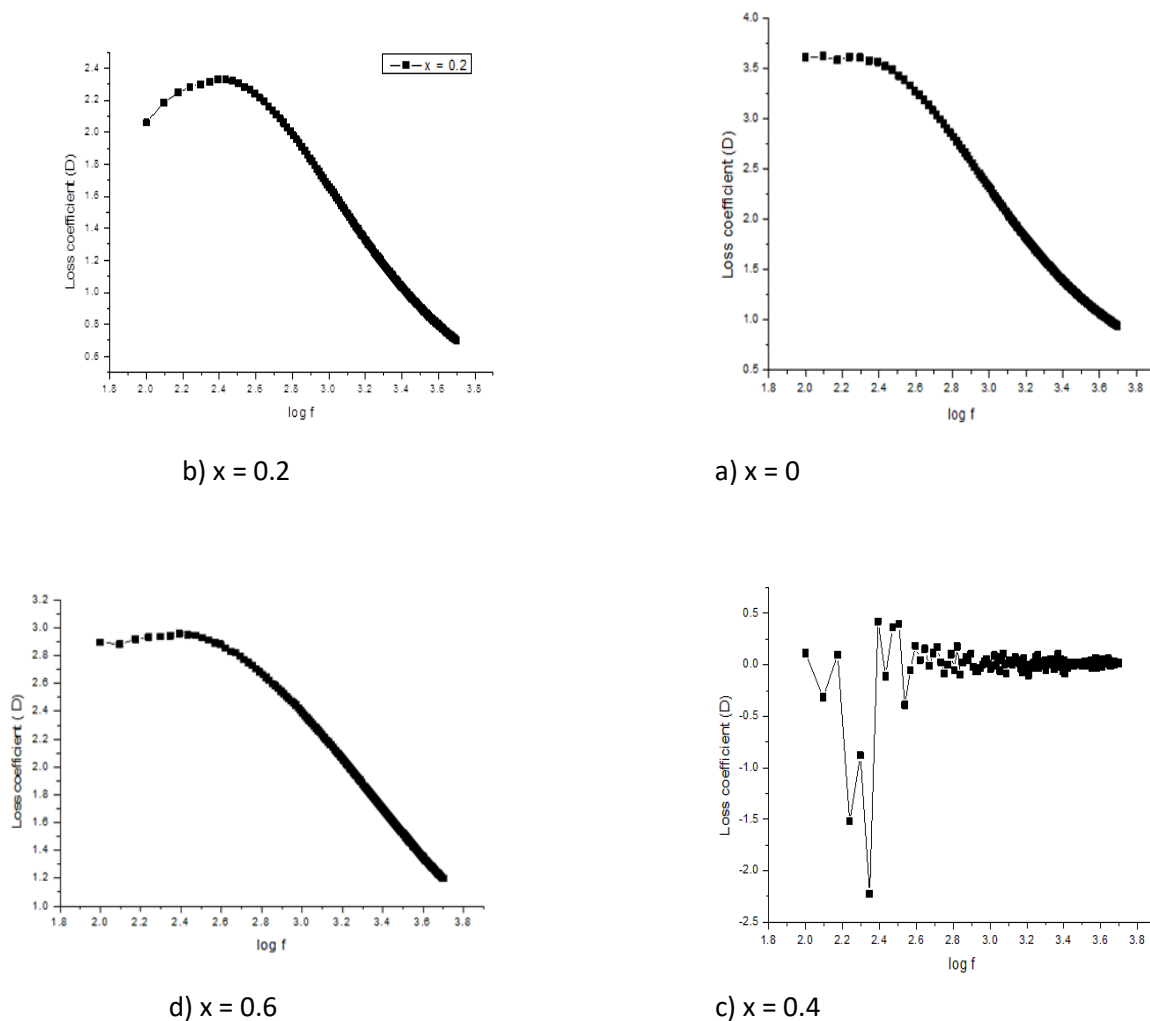 x = 0.2
2.4
2.2
2.0
1.8
1.6
1.4
1.2
1.0
0.8
0.6
Loss coefficient (D)
1.8 2.0 2.2 2.4 2.6 2.8 3.0 3.2 3.4 3.6 3.8
log f
b) x = 0.2
4.0
3.5
3.0
2.5
2.0
1.5
1.0
0.5
Loss coefficient (D)
1.8 2.0 2.2 2.4 2.6 2.8 3.0 3.2 3.4 3.6 3.8
log f
a) x = 0
3.2
3.0
2.8
2.6
2.4
2.2
2.0
1.8
1.6
1.4
1.2
1.0
Loss coefficient ( D)
1.8 2.0 2.2 2.4 2.6 2.8 3.0 3.2 3.4 3.6 3.8
log f
d) x = 0.6
0.5
0.0
-0.5
-1.0
-1.5
-2.0
-2.5
Loss coefficient (D)
1.8 2.0 2.2 2.4 2.6 2.8 3.0 3.2 3.4 3.6 3.8
log f
c) x = 0.4